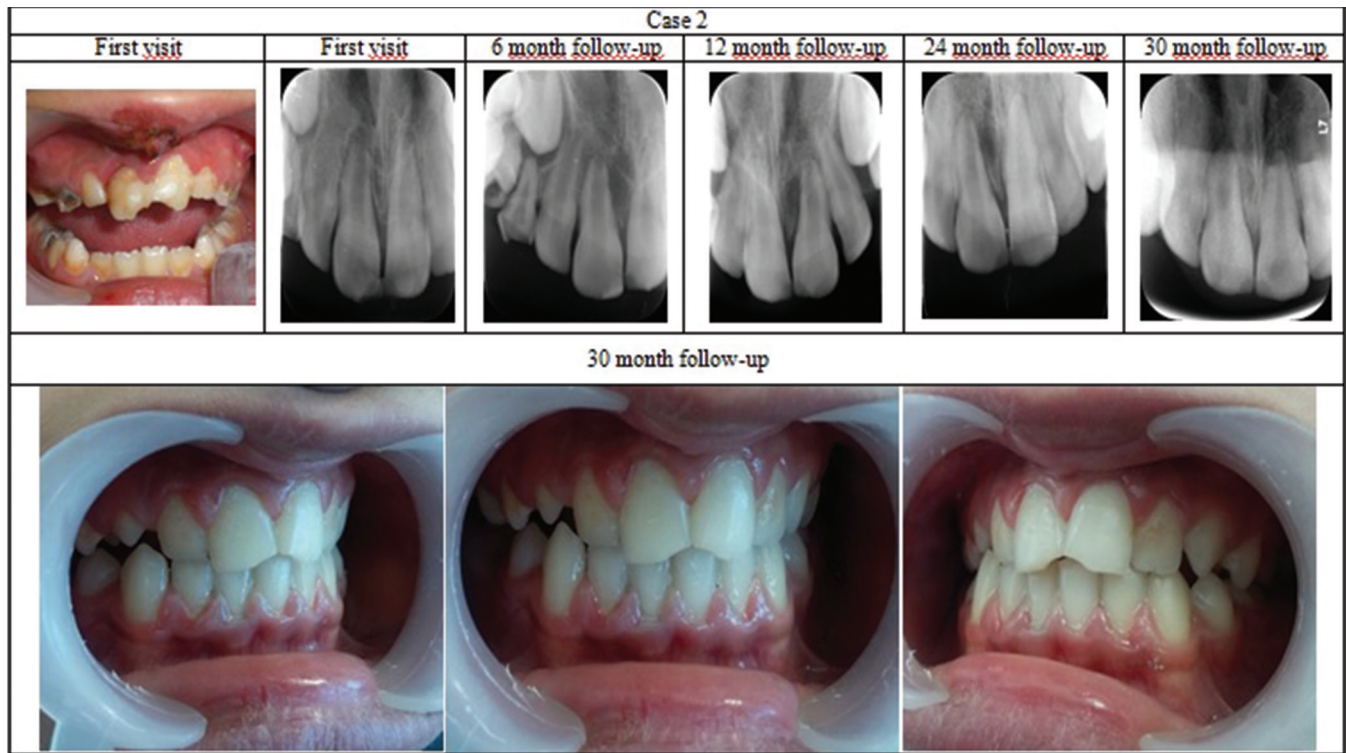 Case 2
First visit
First visit
6 month follow-up
12 month follow-up
24 month follow-up
30 month follow-up
30 month follow-up